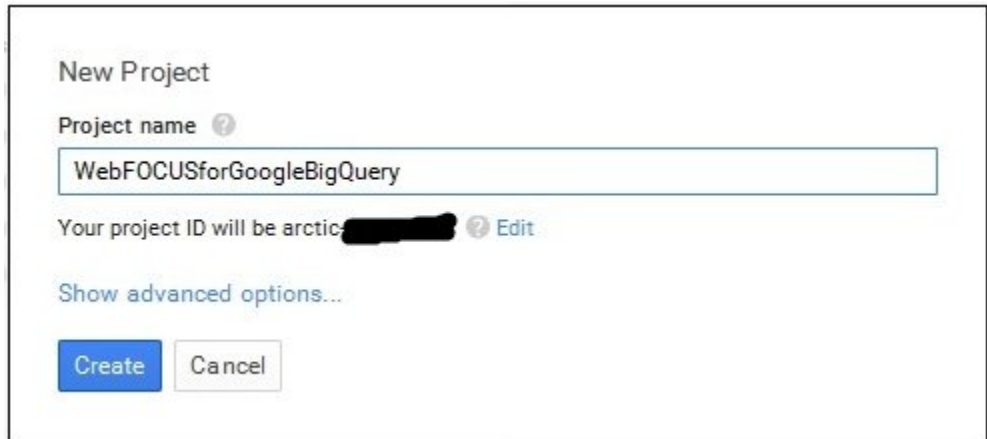 New Project
Project name ?
WebFOCUSforGoogleBigQuery
Your project ID will be arctic- ? Edit
Show advanced options...
Create Cancel